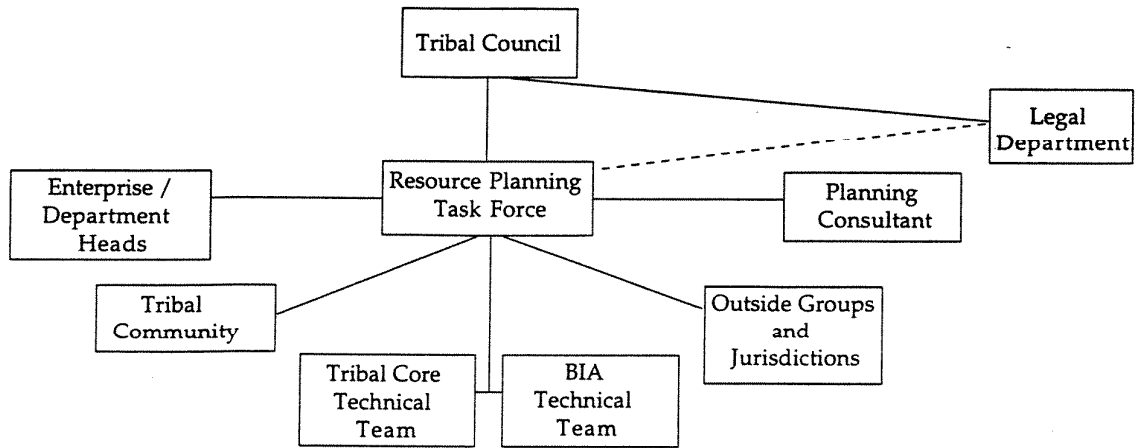 Tribal Council
Legal
Department
Enterprise /
Department
Heads
Resource Planning
Task Force
Planning
Consultant
Tribal
Community
Outside Groups
and
Jurisdictions
Tribal Core
Technical
Team
BIA
Technical
Team